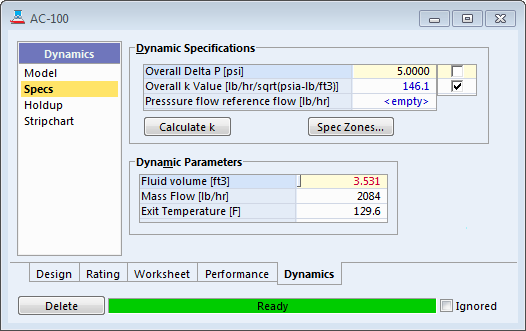 AC-100
Dynamics
Model
Specs
Holdup
Stripchart
Dynamic Specifications
Overall Delta P [psi] 5.0000
Overall k Value [lb/hr/sqrt(psia-lb/ft3)] 146.1
Presssure flow reference flow [lb/hr] <empty>
Calculate k Spec Zones...
Dynamic Parameters
Fluid volume [ft3] 3.531
Mass Flow [lb/hr] 2084
Exit Temperature [F] 129.6
Design Rating Worksheet Performance Dynamics
Delete Ready Ignored